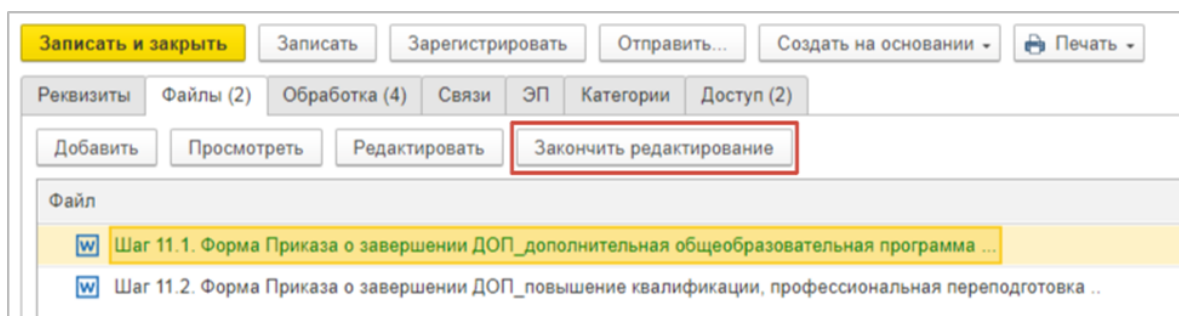 Записать и закрыть Записать Зарегистрировать Отправить... Создать на основании Печать
Реквизиты Файлы (2) Обработка (4) Связи ЭП Категории Доступ (2)
Добавить Просмотреть Редактировать Закончить редактирование
Файл
Шаг 11.1. Форма Приказа о завершении ДОП_дополнительная общеобразовательная программа ...
Шаг 11.2. Форма Приказа о завершении ДОП_повышение квалификации, профессиональная переподготовка ..